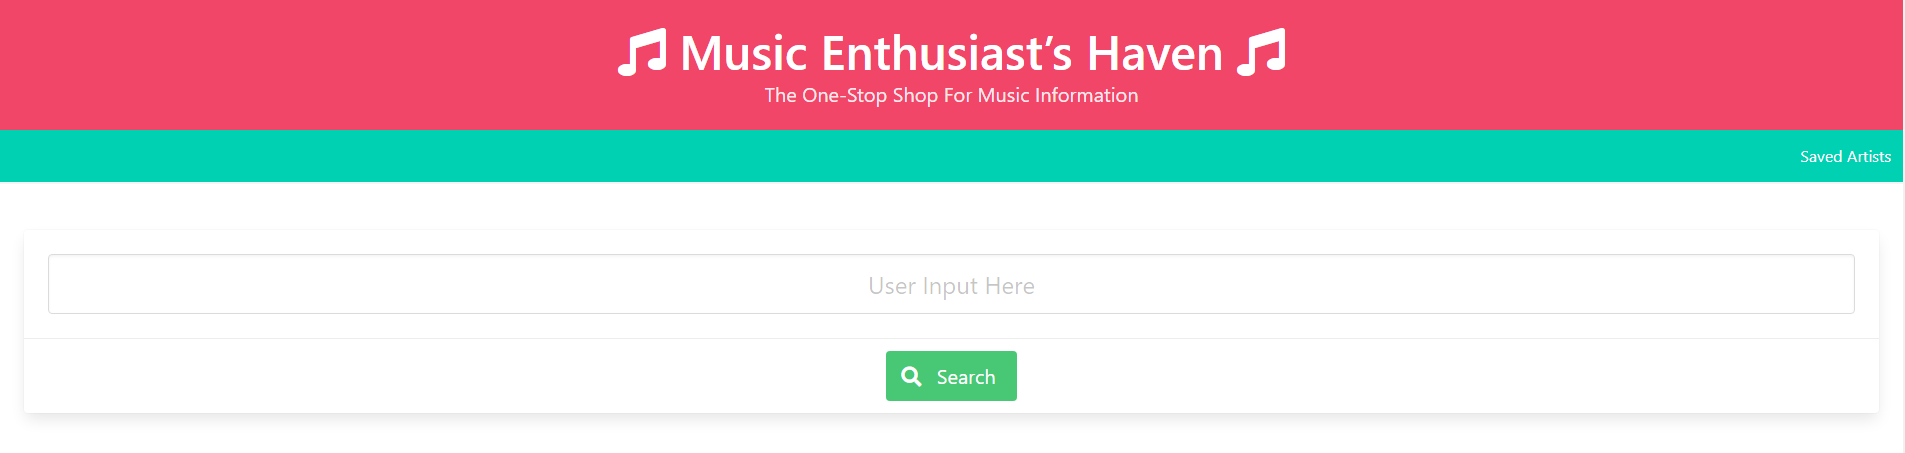 Music Enthusiast’s Haven
The One-Stop Shop For Music Information
Saved Artists
User Input Here
Search